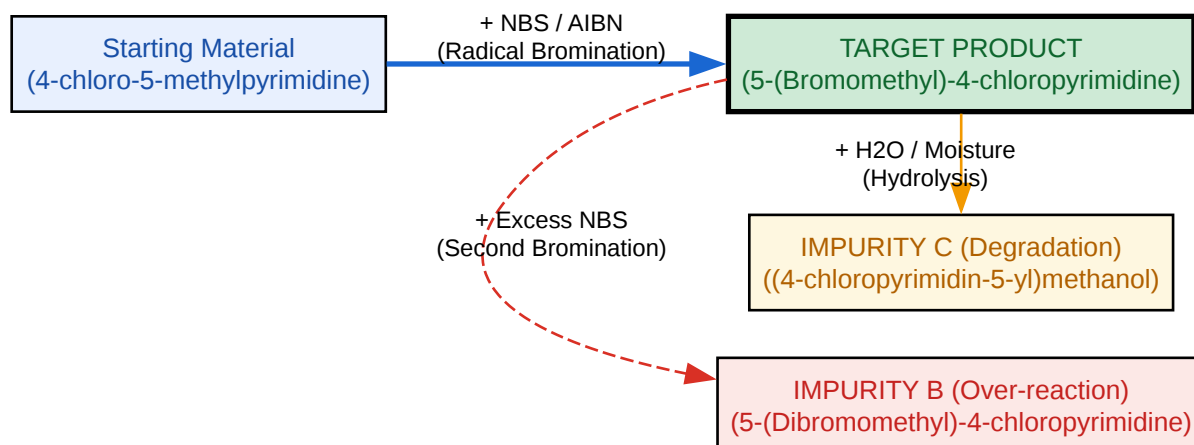 Starting Material
(4-chloro-5-methylpyrimidine)
+ NBS / AIBN
(Radical Bromination)
TARGET PRODUCT
(5-(Bromomethyl)-4-chloropyrimidine)
+ H2O / Moisture
(Hydrolysis)
+ Excess NBS
(Second Bromination)
IMPURITY C (Degradation)
((4-chloropyrimidin-5-yl)methanol)
IMPURITY B (Over-reaction)
(5-(Dibromomethyl)-4-chloropyrimidine)